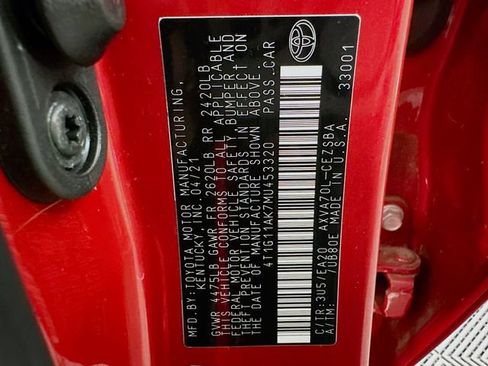 MFD. BY: TOYOTA MOTOR MANUFACTURING,
KENTUCKY, INC. 04/21
GVWR 4475LB GAWR FR 2620LB RR 2420LB
THIS VEHICLE CONFORMS TO ALL APPLICABLE
FEDERAL MOTOR VEHICLE SAFETY, BUMPER, AND
THEFT PREVENTION STANDARDS IN EFFECT ON
THE DATE OF MANUFACTURE SHOWN ABOVE.
4T1G11AK7MU453320 PASS.CAR
C/TR: 3U5/EA20 AXVA70L-CEZSBA
A/TM: /DB80E MADE IN U.S.A.
33001